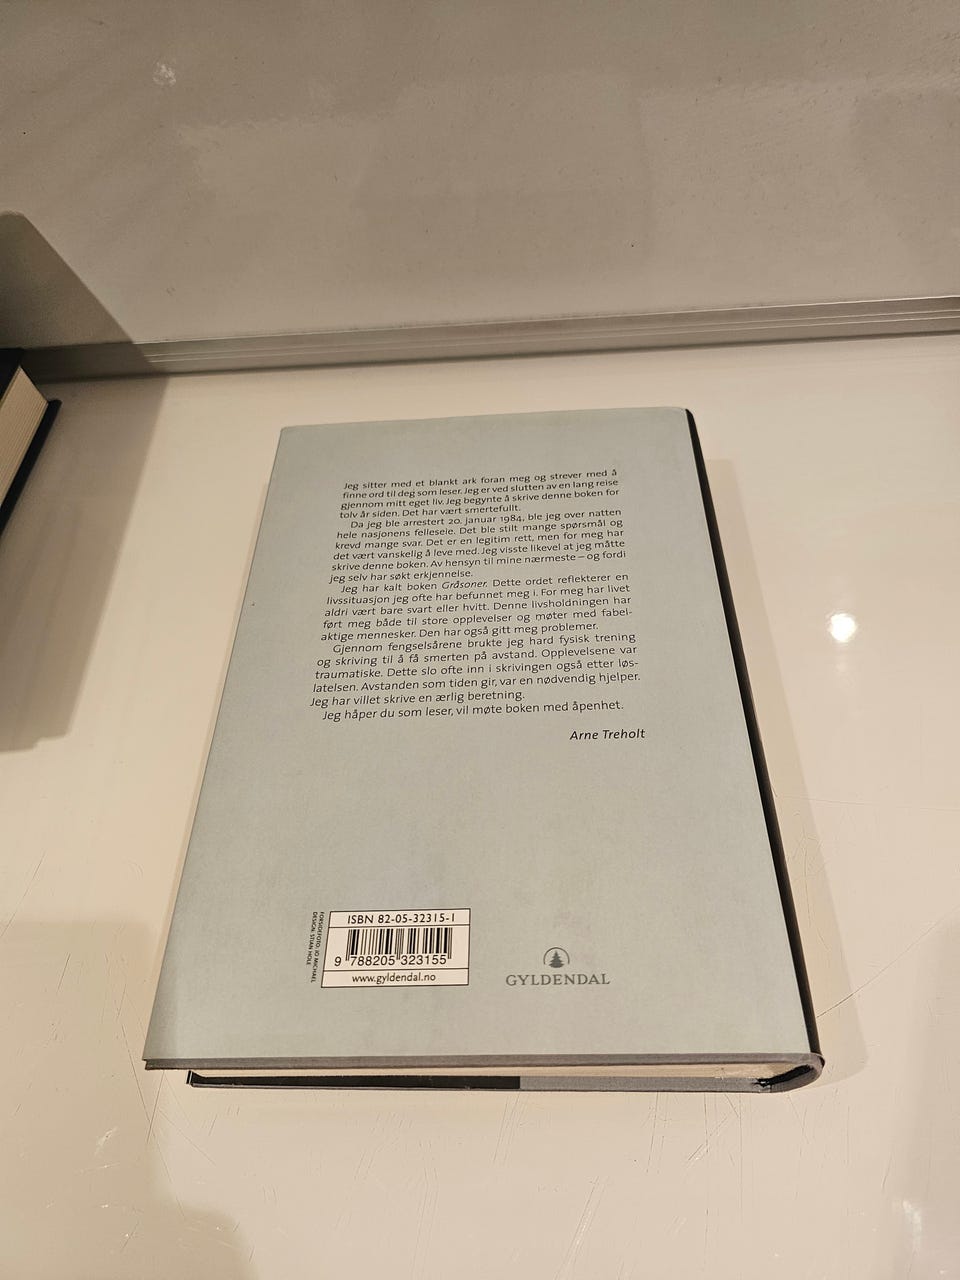 Jeg sitter med et blankt ark foran meg og strever med å
finne ord til deg som leser. Jeg er ved slutten av en lang reise
gjennom mitt eget liv. Jeg begynte å skrive denne boken for
tolv år siden. Det har vært smertefullt.
Da jeg ble arrestert 20. januar 1984, ble jeg over natten
hele nasjonens felleseie. Det ble stilt mange spørsmål og
krevd mange svar. Det er en legitim rett, men for meg har
det vært vanskelig å leve med. Jeg visste likevel at jeg måtte
skrive denne boken. Av hensyn til mine nærmeste – og fordi
jeg selv har søkt erkjennelse.
Jeg har kalt boken Gråsoner. Dette ordet reflekterer en
livssituasjon jeg ofte har befunnet meg i. For meg har livet
aldri vært bare svart eller hvitt. Denne livsholdningen har
ført meg både til store opplevelser og møter med fabel-
aktige mennesker. Den har også gitt meg problemer.
Gjennom fengselsårene brukte jeg hard fysisk trening
og skriving til å få smerten på avstand. Opplevelsene var
traumatiske. Dette slo ofte inn i skrivingen også etter løs-
latelsen. Avstanden som tiden gir, var en nødvendig hjelper.
Jeg har villet skrive en ærlig beretning.
Jeg håper du som leser, vil møte boken med åpenhet.
Arne Treholt
FORSIDEFOTO: JO MICHAEL
DESIGN: STIAN HOLE
ISBN 82-05-32315-1
9 788205 323155
www.gyldendal.no
GYLDENDAL